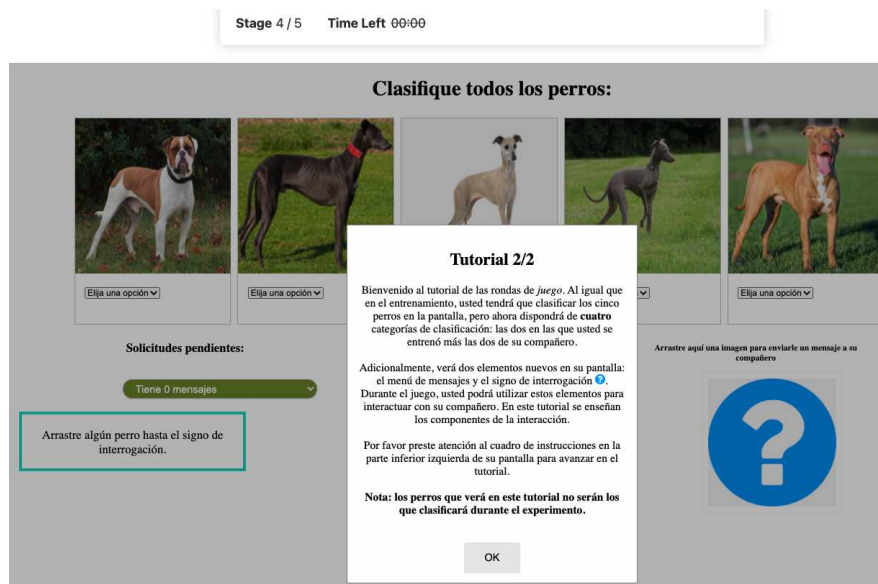 Stage 4 / 5 Time Left 00:00
Clasifique todos los perros:
Elija una opción
Elija una opción
Elija una opción
Solicitudes pendientes:
Tiene 0 mensajes
Arrastre algún perro hasta el signo de
interrogación.
Tutorial 2/2
Bienvenido al tutorial de las rondas de juego. Al igual que
en el entrenamiento, usted tendrá que clasificar los cinco
perros en la pantalla, pero ahora dispondrá de cuatro
categorías de clasificación: las dos en las que usted se
entrenó más las dos de su compañero.
Adicionalmente, verá dos elementos nuevos en su pantalla:
el menú de mensajes y el signo de interrogación ?.
Durante el juego, usted podrá utilizar estos elementos para
interactuar con su compañero. En este tutorial se enseñan
los componentes de la interacción.
Por favor preste atención al cuadro de instrucciones en la
parte inferior izquierda de su pantalla para avanzar en el
tutorial.
Nota: los perros que verá en este tutorial no serán los
que clasificará durante el experimento.
OK
Arrastre aquí una imagen para enviarle un mensaje a su
compañero
?